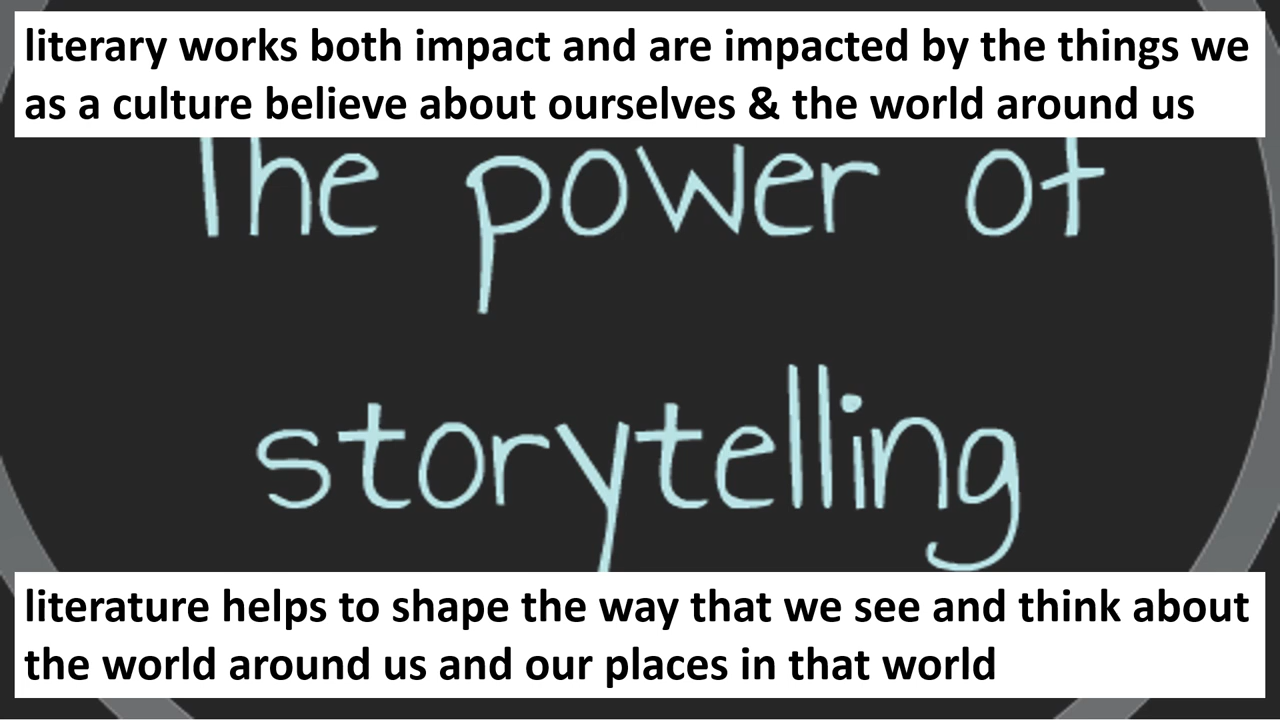 literary works both impact and are impacted by the things we
as a culture believe about ourselves & the world around us
The power of
storytelling
literature helps to shape the way that we see and think about
the world around us and our places in that world